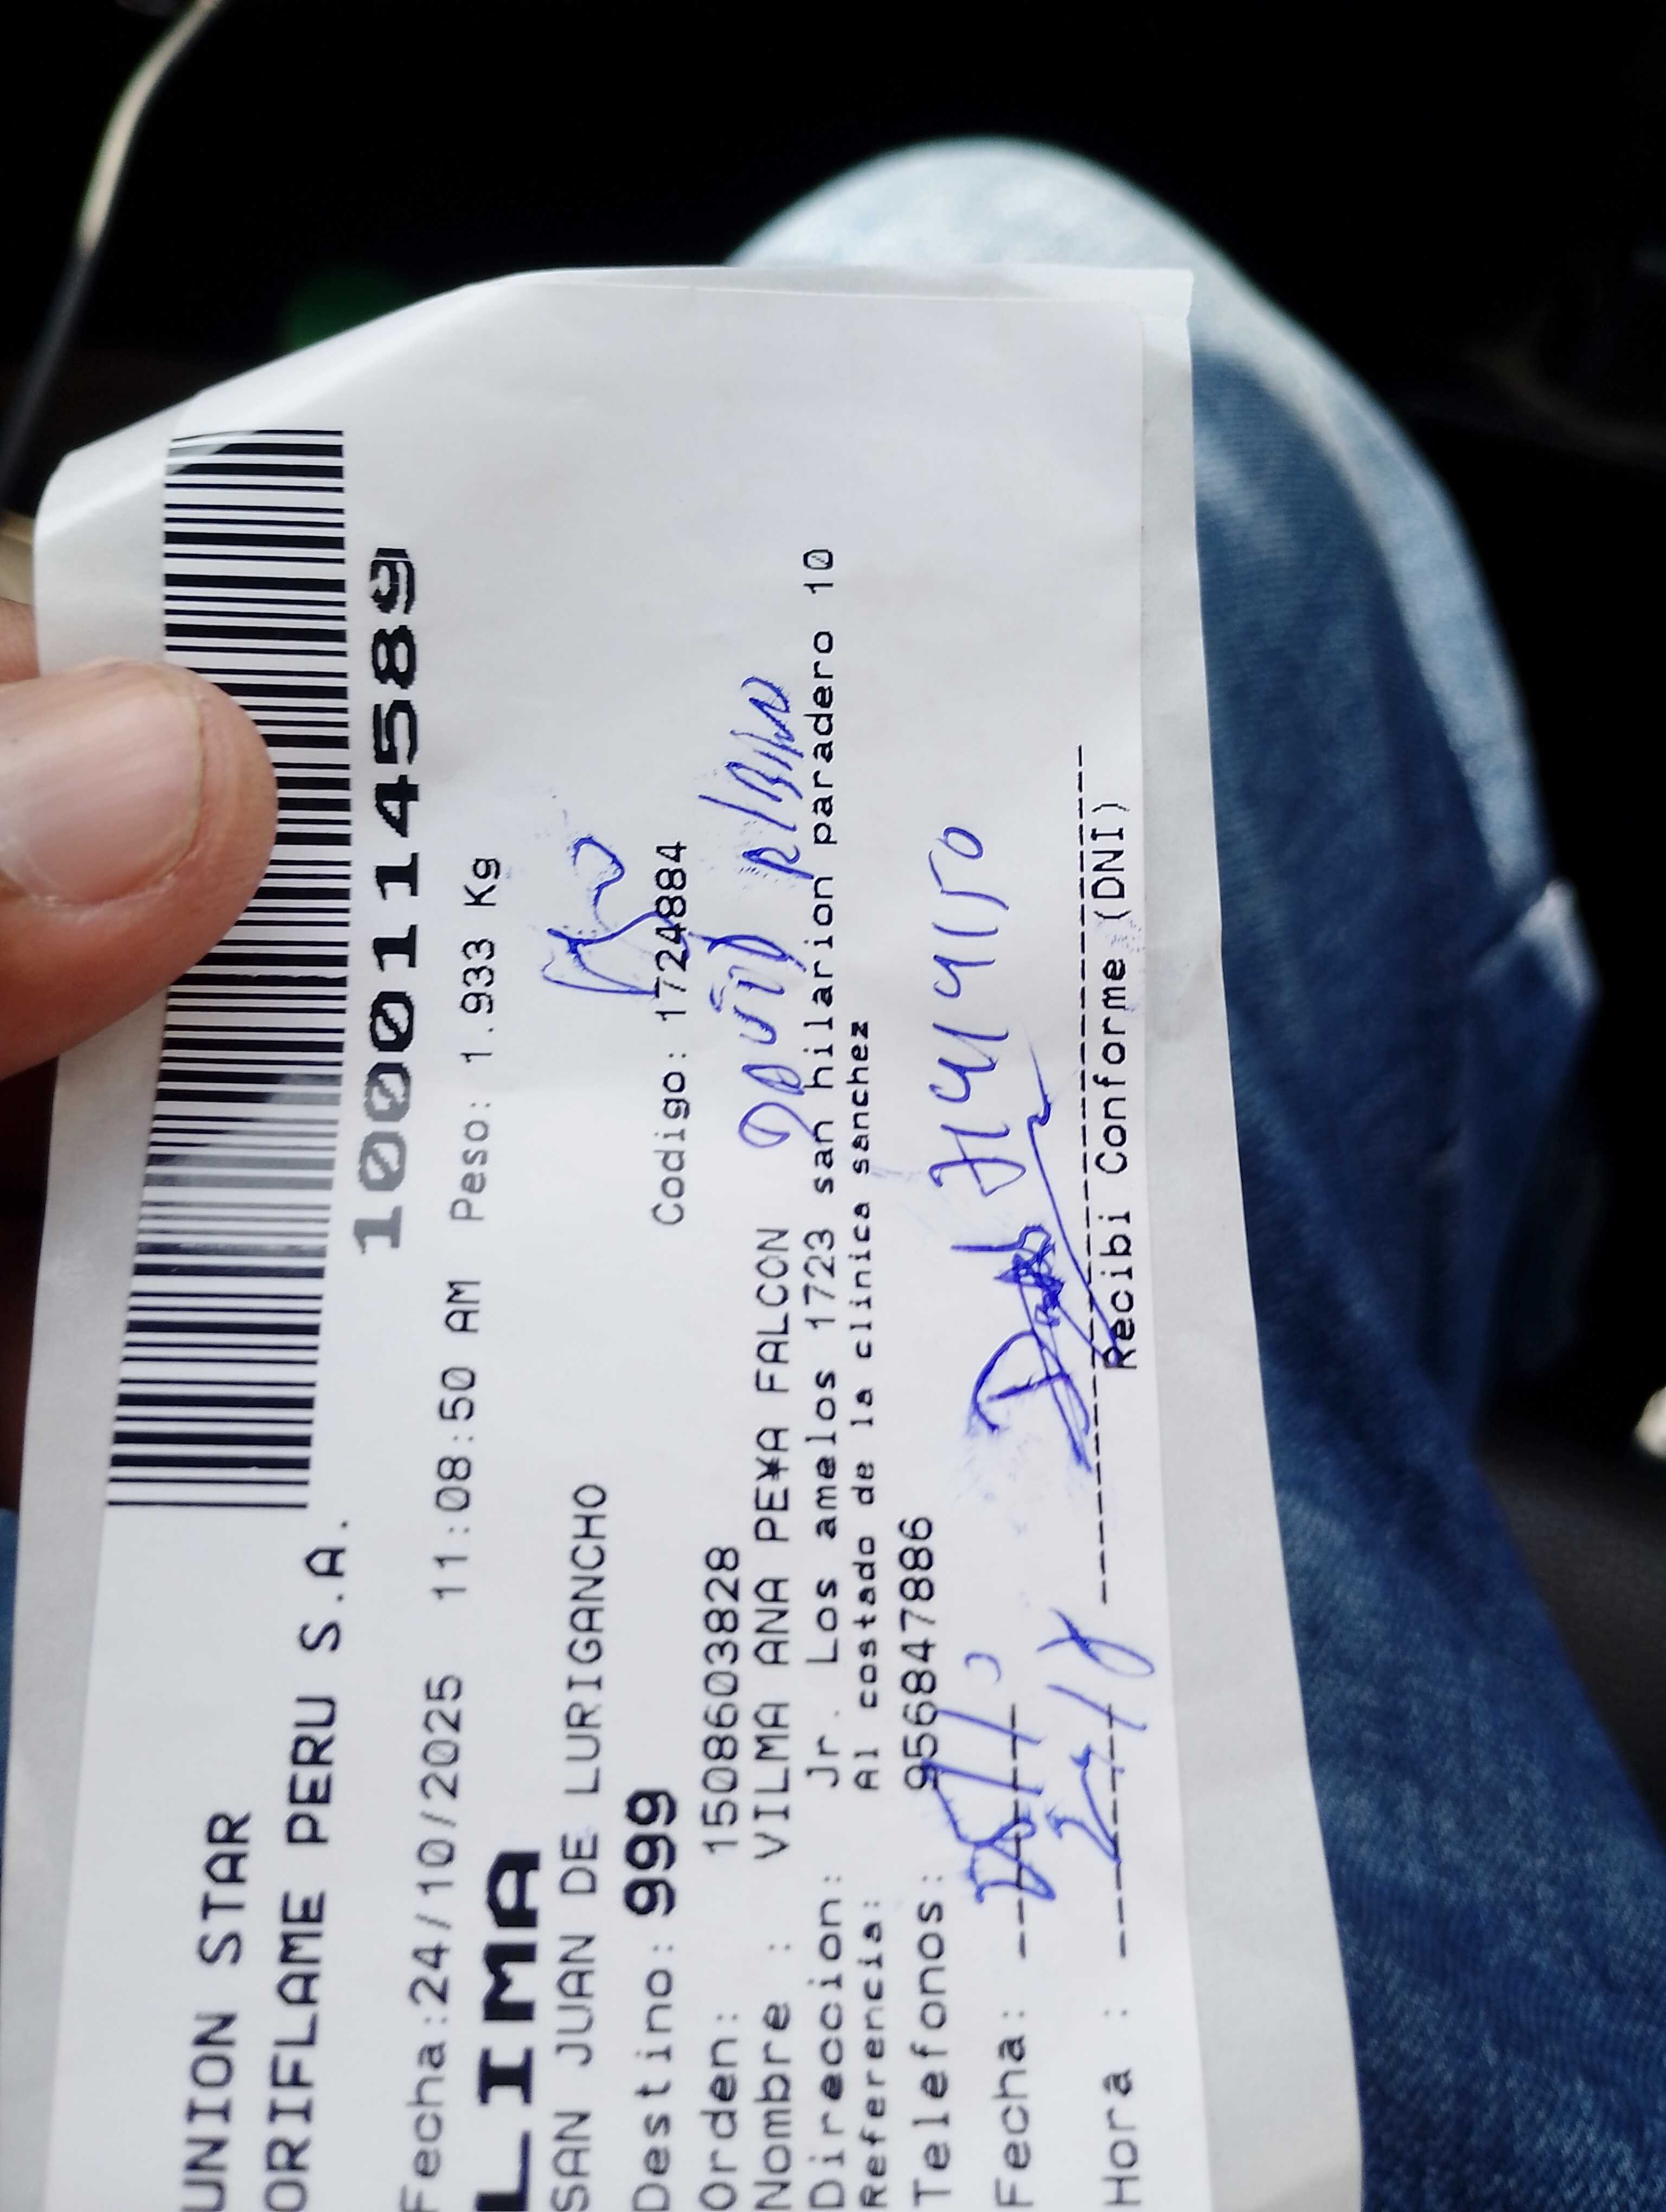 UNION STAR
ORIFLAME PERU S.A.
10001114589
Fecha:24/10/2025 11:08:50 AM Peso: 1.933 Kg
LIMA
SAN JUAN DE LURIGANCHO
Destino: 999
Codigo: 1724884
Orden: 1508603828
Nombre : VILMA ANA PE¥A FALCON
David
Direccion: Jr. Los amelos 1723 san hilarion paradero 10
Referencia: Al costado de la clinica sanchez
Telefonos: 956847886
Fecha:
Hora :
Recibi Conforme (DNI)